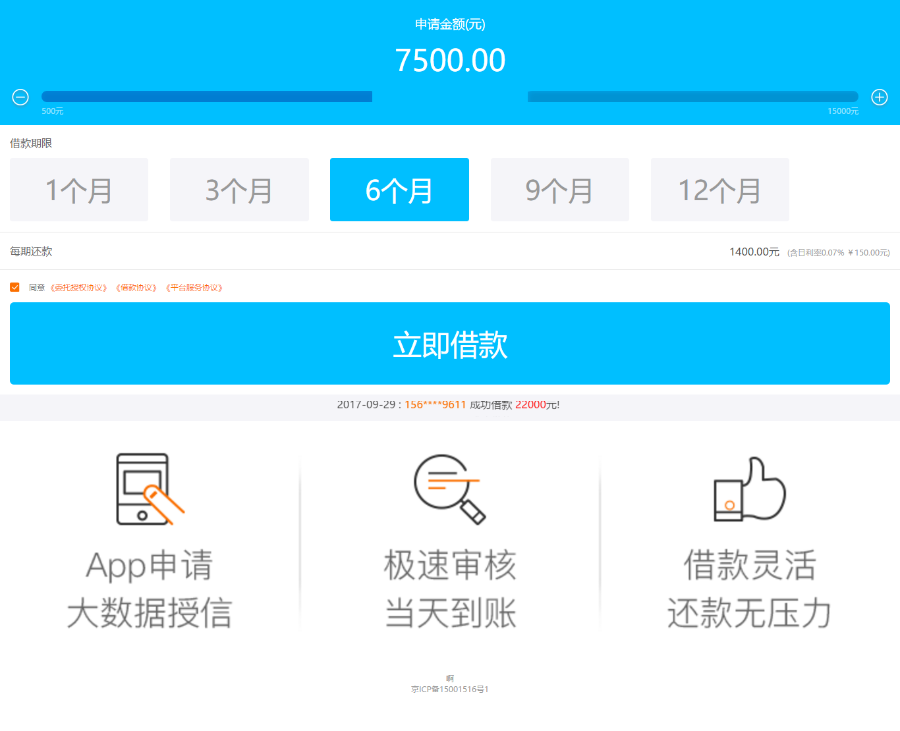 申请金额(元)
7500.00
500元
15000元
借款期限
1个月 3个月 6个月 9个月 12个月
每期还款 1400.00元 (含日利率0.07% ￥150.00元)
同意 《委托授权协议》 《借款协议》 《平台服务协议》
立即借款
2017-09-29 : 156****9611 成功借款 22000元!
App申请
大数据授信
极速审核
当天到账
借款灵活
还款无压力
啊
京ICP备15001516号1